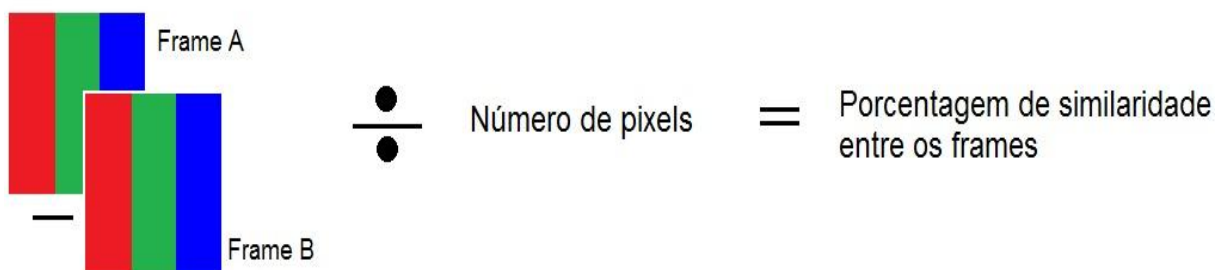 Frame A
Frame B
Número de pixels
Porcentagem de similaridade
entre os frames